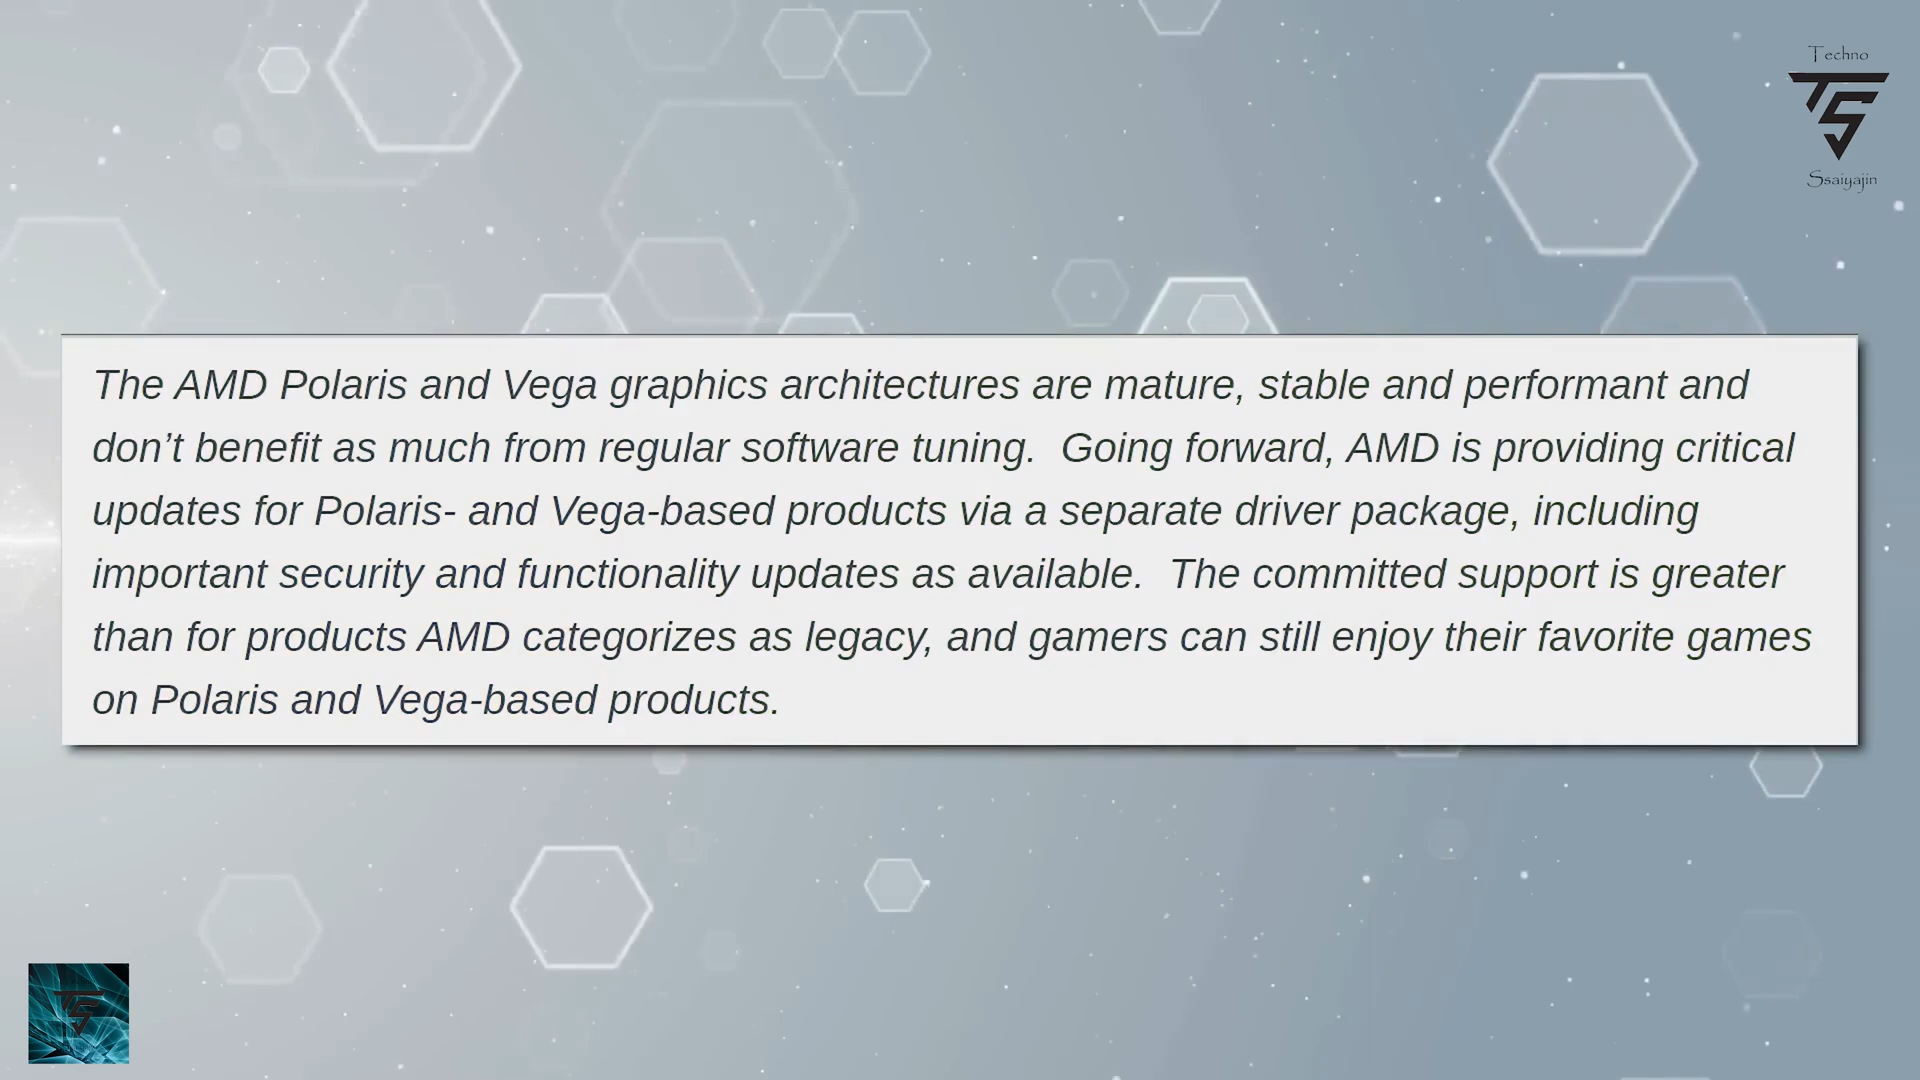 Techno
TS
Ssaiyajin
The AMD Polaris and Vega graphics architectures are mature, stable and performant and
don’t benefit as much from regular software tuning.  Going forward, AMD is providing critical
updates for Polaris- and Vega-based products via a separate driver package, including
important security and functionality updates as available.  The committed support is greater
than for products AMD categorizes as legacy, and gamers can still enjoy their favorite games
on Polaris and Vega-based products.
TS